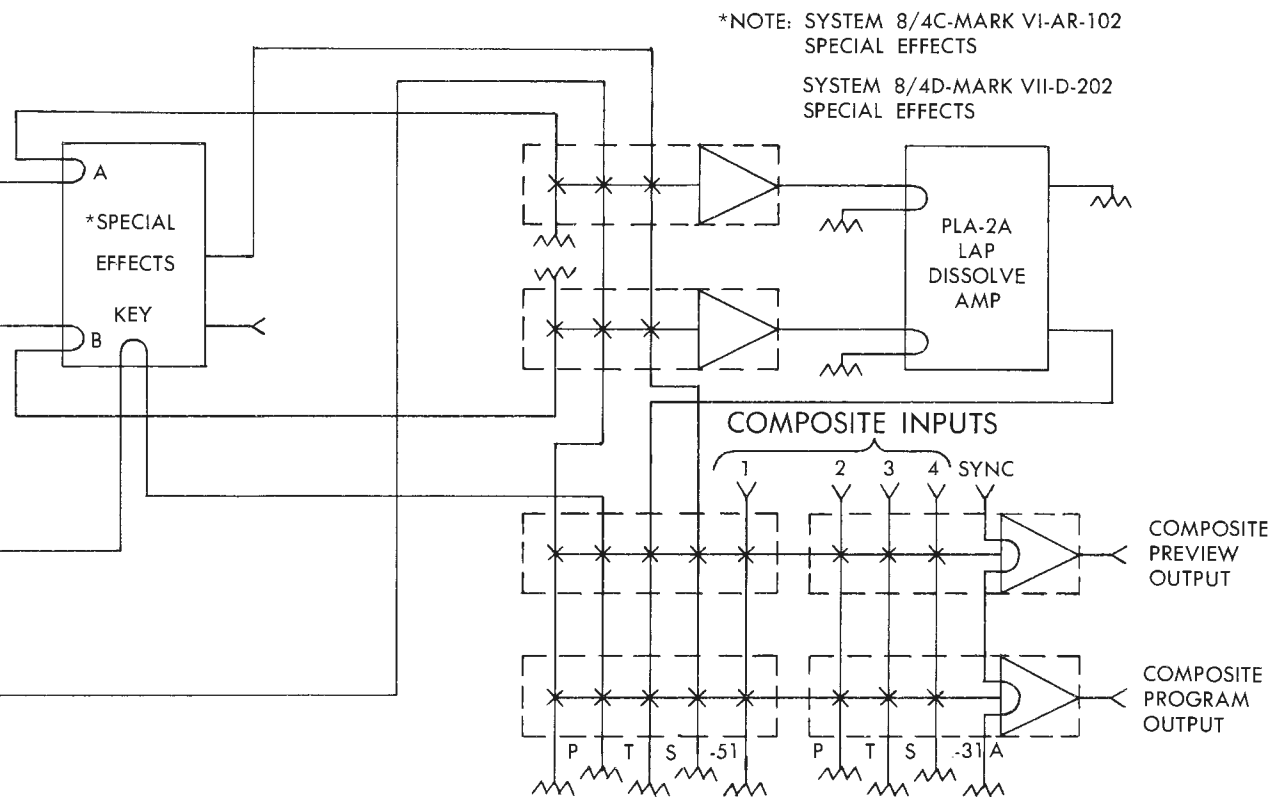 *NOTE: SYSTEM 8/4C-MARK VI-AR-102
SPECIAL EFFECTS
SYSTEM 8/4D-MARK VII-D-202
SPECIAL EFFECTS
A
*SPECIAL
EFFECTS
KEY
B
PLA-2A
LAP
DISSOLVE
AMP
COMPOSITE INPUTS
1 2 3 4 SYNC
COMPOSITE
PREVIEW
OUTPUT
COMPOSITE
PROGRAM
OUTPUT
P T S -51 P T S -31A